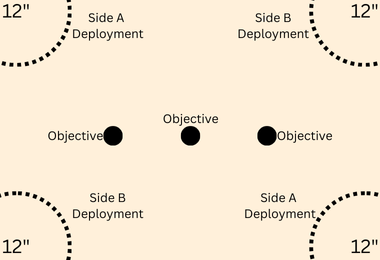 12" Side A Side B 12"
Deployment Deployment
Objective
Objective Objective
Side B Side A
Deployment Deployment
12" 12"